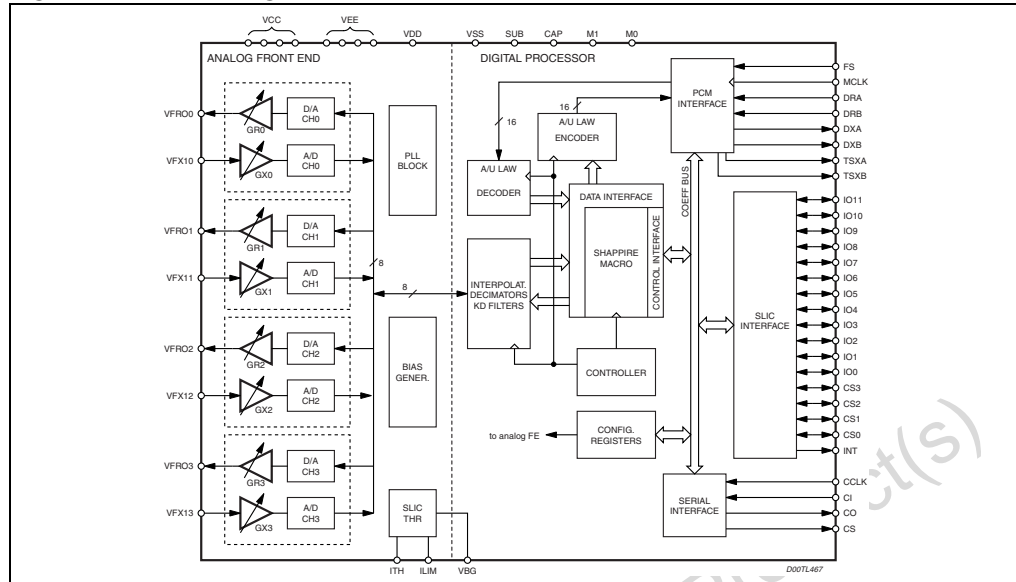 VCC
VEE
VDD
VSS
SUB
CAP
M1
M0
ANALOG FRONT END
DIGITAL PROCESSOR
VFRO0
GR0
D/A
CH0
VFX10
GX0
A/D
CH0
VFRO1
GR1
D/A
CH1
VFX11
GX1
A/D
CH1
VFRO2
GR2
D/A
CH2
VFX12
GX2
A/D
CH2
VFRO3
GR3
D/A
CH3
VFX13
GX3
A/D
CH3
PLL
BLOCK
8
8
BIAS
GENER.
SLIC
THR
ITH
ILIM
VBG
16
16
A/U LAW
ENCODER
A/U LAW
DECODER
DATA INTERFACE
SHAPPIRE
MACRO
CONTROL INTERFACE
INTERPOLAT.
DECIMATORS
KD FILTERS
CONTROLLER
to analog FE
CONFIG.
REGISTERS
COEFF BUS
PCM
INTERFACE
SLIC
INTERFACE
SERIAL
INTERFACE
FS
MCLK
DRA
DRB
DXA
DXB
TSXA
TSXB
IO11
IO10
IO9
IO8
IO7
IO6
IO5
IO4
IO3
IO2
IO1
IO0
CS3
CS2
CS1
CS0
INT
CCLK
CI
CO
CS
D00TL467
ct(s)